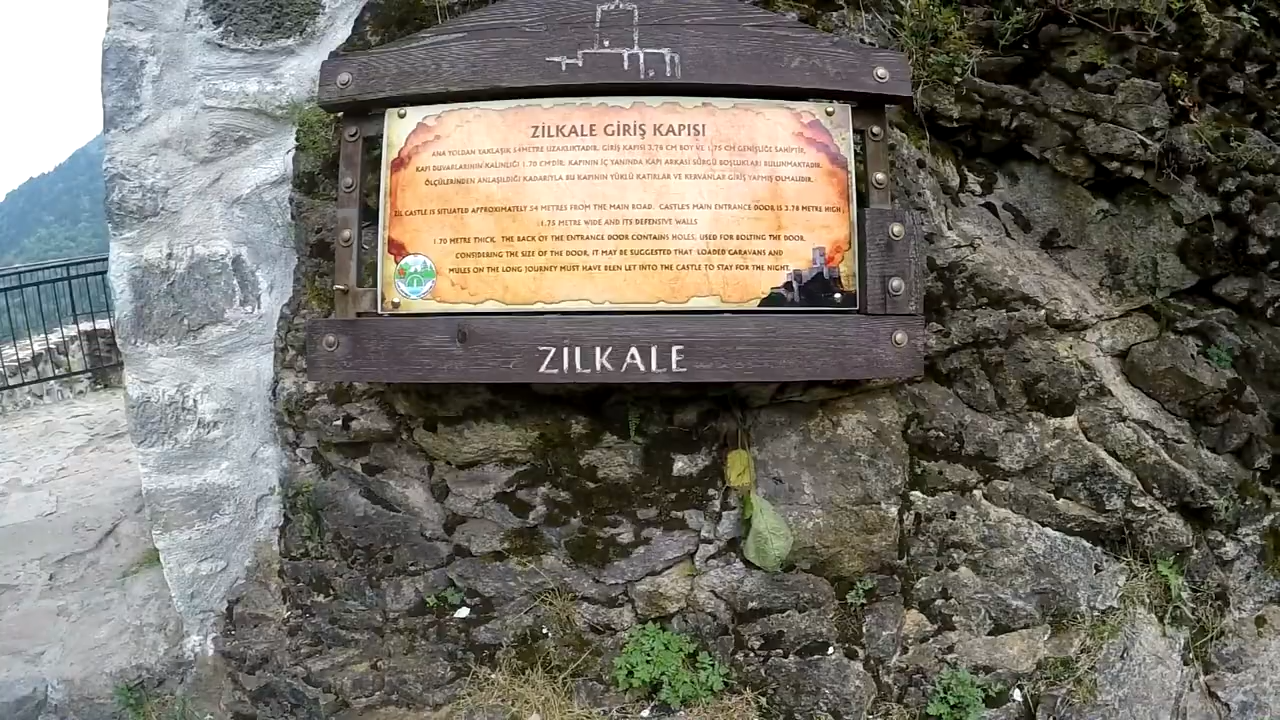 ZİLKALE GİRİŞ KAPISI
ANA YOLDAN YAKLAŞIK 54METRE UZAKLIKTADIR. GİRİŞ KAPISI 3.78 CM BOY VE 1.75 CM GENİŞLİĞE SAHİPTİR,
KAPI DUVARLARININ KALINLIĞI 1.70 CM'DİR. KAPININ İÇ YANINDA KAPI ARKASI SÜRGÜ BOŞLUKLARI BULUNMAKTADIR.
ÖLÇÜLERİNDEN ANLAŞILDIĞI KADARIYLA BU KAPININ YÜKLÜ KATIRLAR VE KERVANLAR GİRİŞ YAPMIŞ OLMALIDIR.
ZIL CASTLE IS SITUATED APPROXIMATELY 54 METRES FROM THE MAIN ROAD. CASTLE'S MAIN ENTRANCE DOOR IS 3.78 METRE HIGH,
1.75 METRE WIDE AND ITS DEFENSIVE WALLS
1.70 METRE THICK. THE BACK OF THE ENTRANCE DOOR CONTAINS HOLES, USED FOR BOLTING THE DOOR.
CONSIDERING THE SIZE OF THE DOOR, IT MAY BE SUGGESTED THAT LOADED CARAVANS AND
MULES ON THE LONG JOURNEY MUST HAVE BEEN LET INTO THE CASTLE TO STAY FOR THE NIGHT.
ZİLKALE